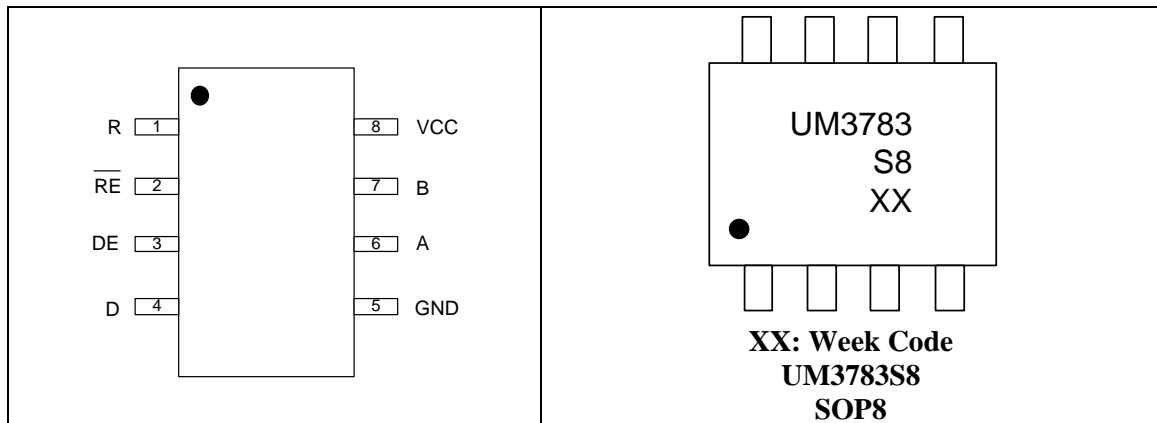 R 1 8 VCC
R̅E̅ 2 7 B
DE 3 6 A
D 4 5 GND
UM3783
S8
XX
XX: Week Code
UM3783S8
SOP8